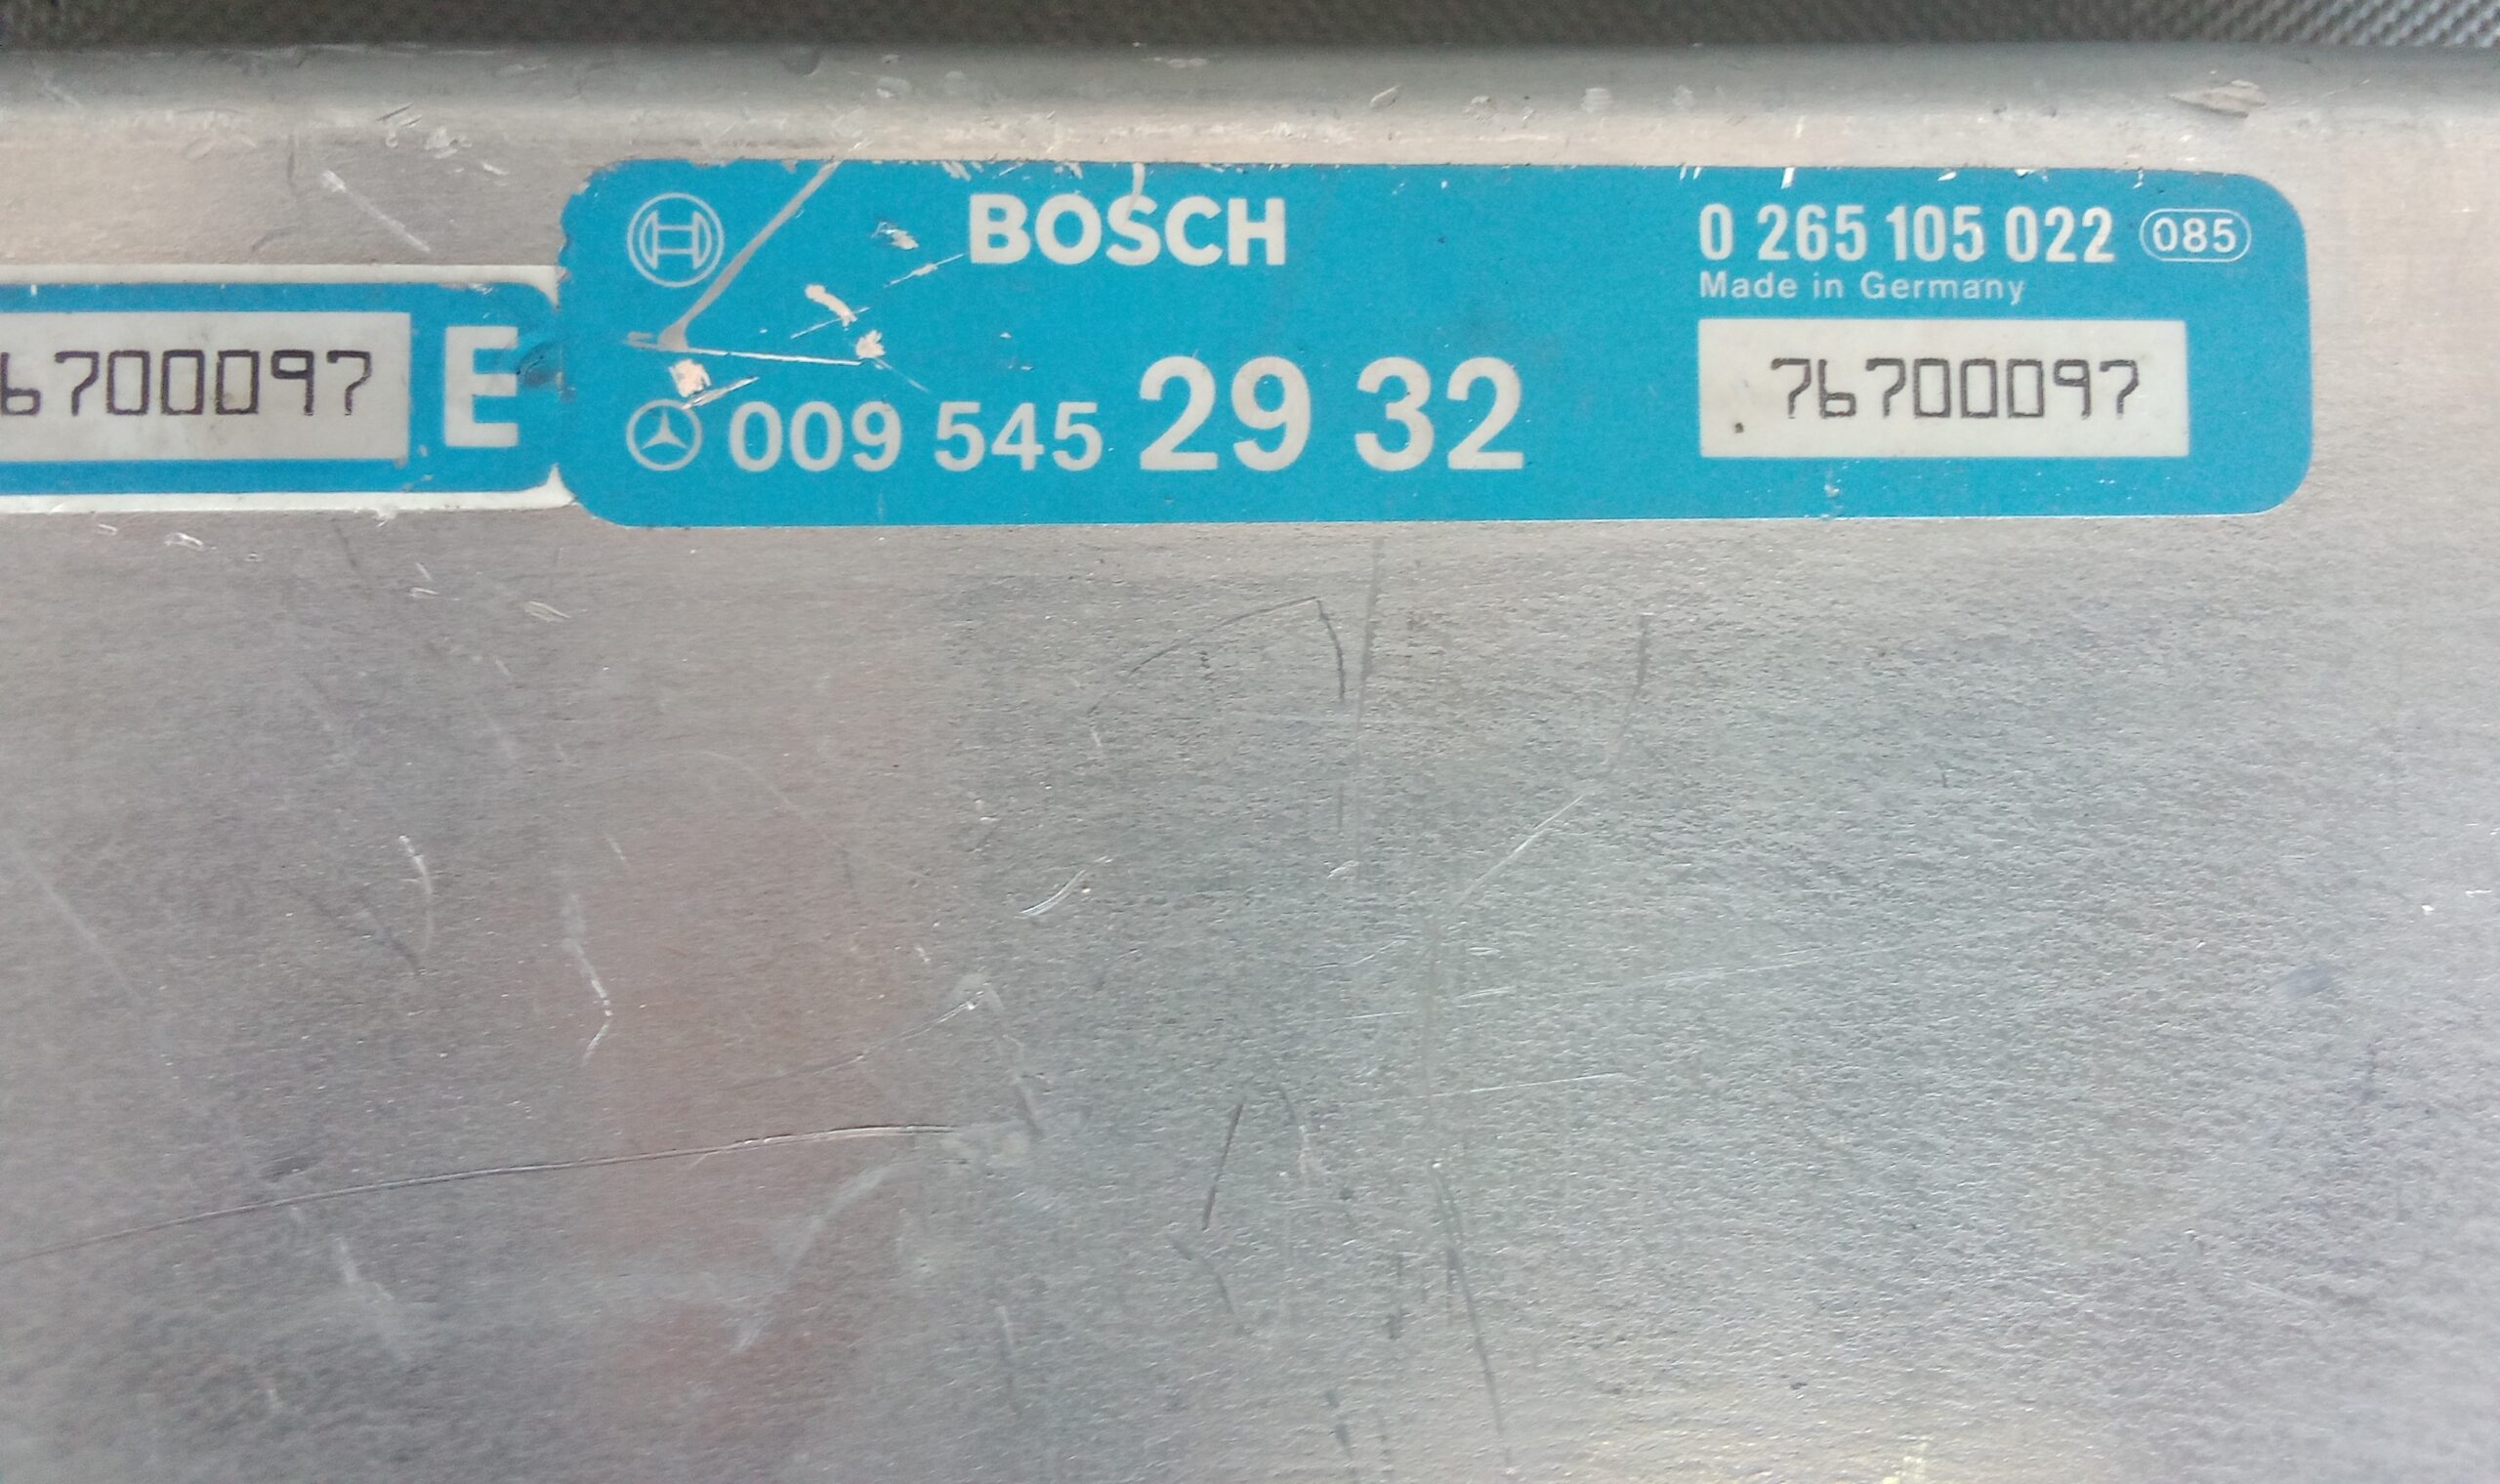 BOSCH
0 265 105 022 085
Made in Germany
6700097 E
009 545 29 32
76700097